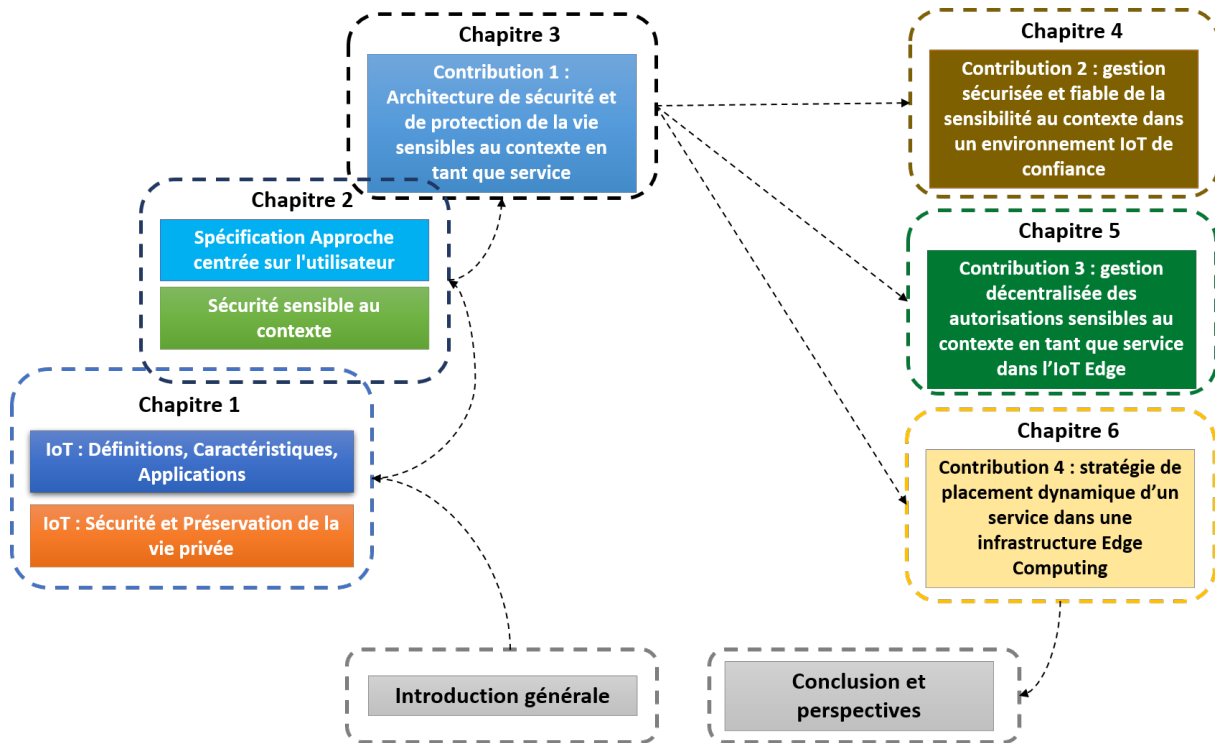 Chapitre 3
Contribution 1 :
Architecture de sécurité et
de protection de la vie
sensibles au contexte en
tant que service
Chapitre 4
Contribution 2 : gestion
sécurisée et fiable de la
sensibilité au contexte dans
un environnement IoT de
confiance
Chapitre 2
Spécification Approche
centrée sur l'utilisateur
Sécurité sensible au
contexte
Chapitre 5
Contribution 3 : gestion
décentralisée des
autorisations sensibles au
contexte en tant que service
dans l’IoT Edge
Chapitre 1
IoT : Définitions, Caractéristiques,
Applications
IoT : Sécurité et Préservation de la
vie privée
Chapitre 6
Contribution 4 : stratégie de
placement dynamique d’un
service dans une
infrastructure Edge
Computing
Introduction générale
Conclusion et
perspectives